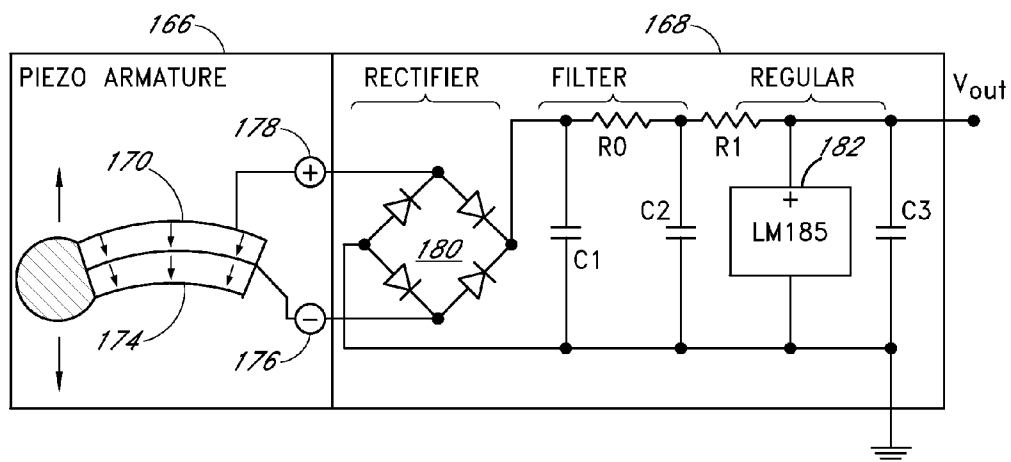 166
168
PIEZO ARMATURE
RECTIFIER
FILTER
REGULAR
Vout
178
+
R0
R1
182
170
+
LM185
C1
C2
C3
180
174
−
176